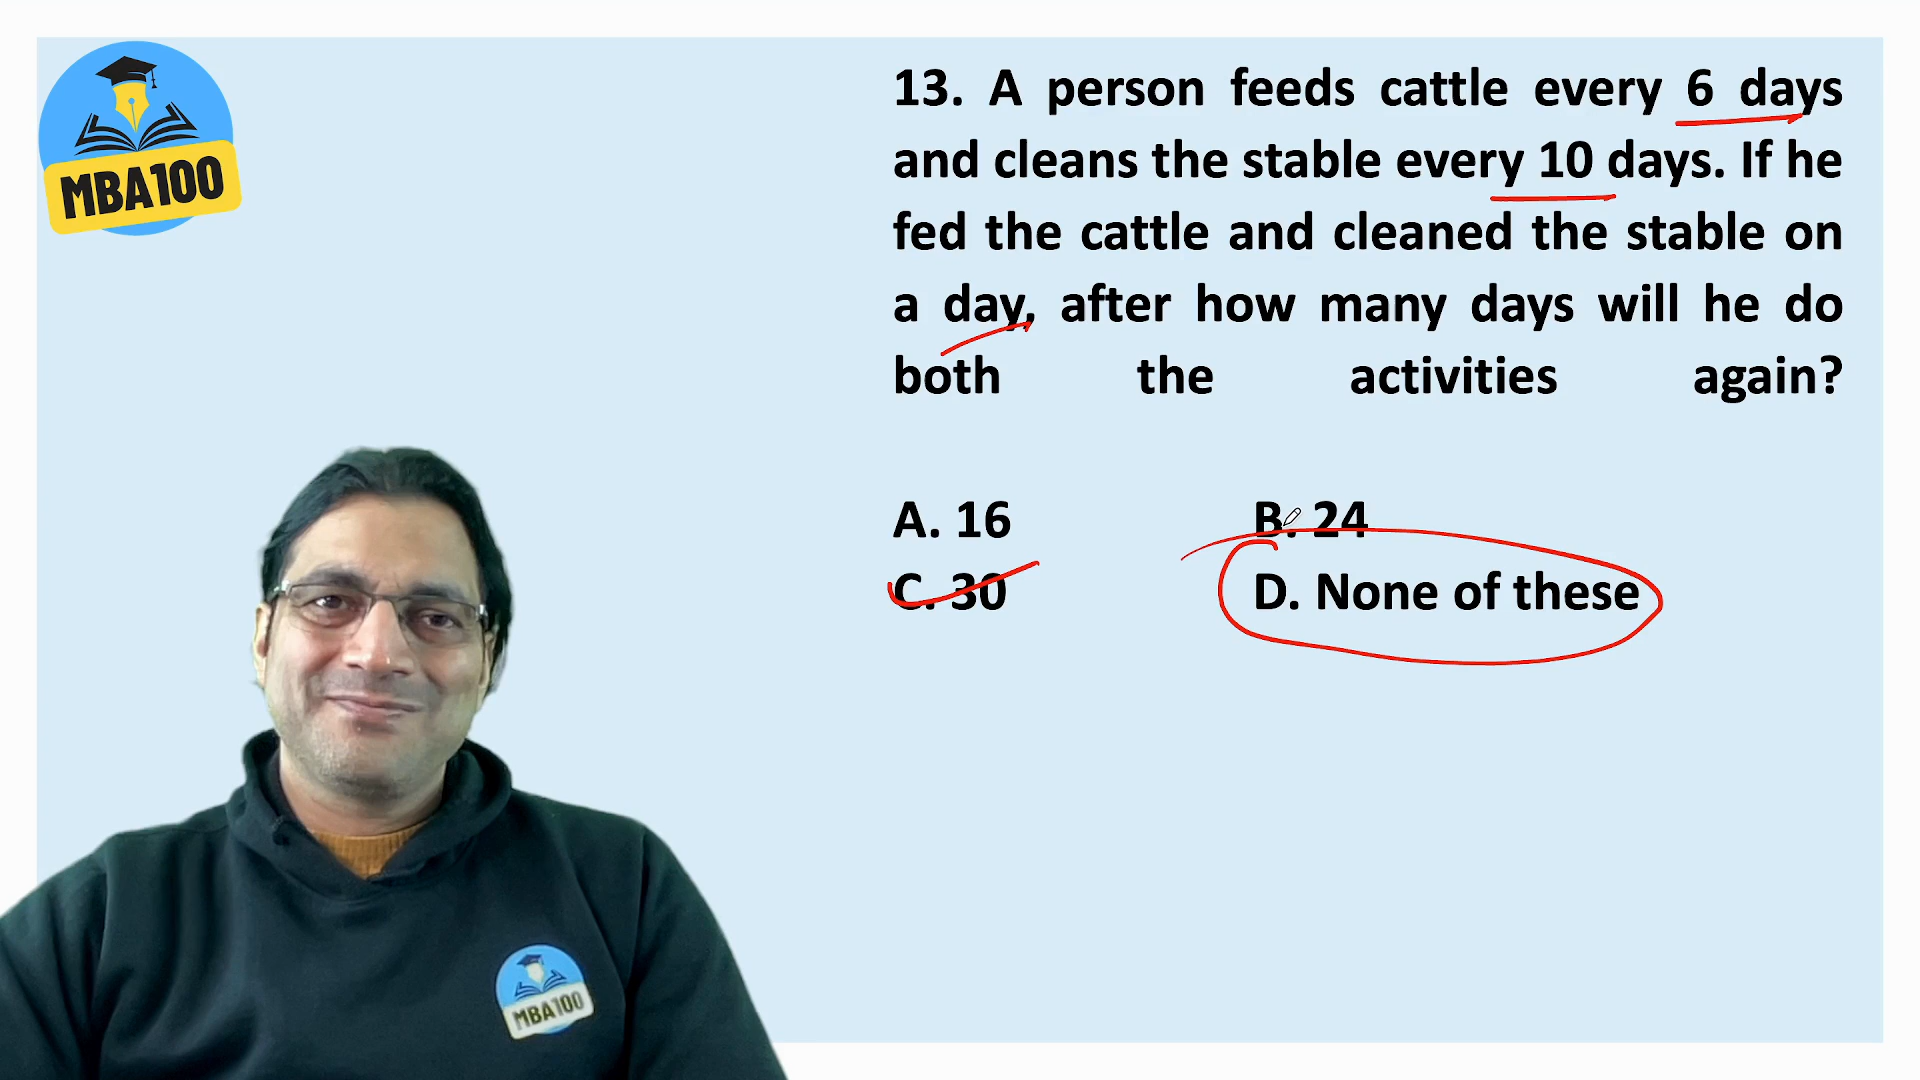 MBA100
13. A person feeds cattle every 6 days
and cleans the stable every 10 days. If he
fed the cattle and cleaned the stable on
a day, after how many days will he do
both the activities again?
A. 16 B. 24
C. 30 D. None of these
MBA100